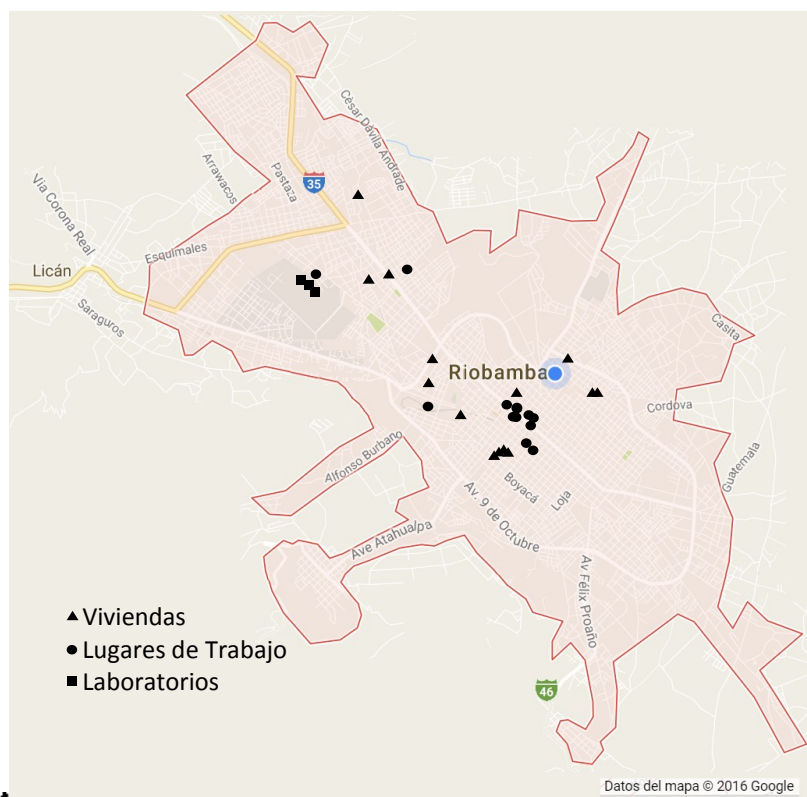 Cèsar Dávila Andrade
Arrawacos
Pastaza
35
Via Corona Real
Esquimales
Licán
Saraguros
Casita
Riobamba
Cordova
Alfonso Burbano
Guatemala
Boyacá
Loja
Av. 9 de Octubre
Ave Atahualpa
Av Félix Proaño
Viviendas
Lugares de Trabajo
Laboratorios
46
Datos del mapa © 2016 Google